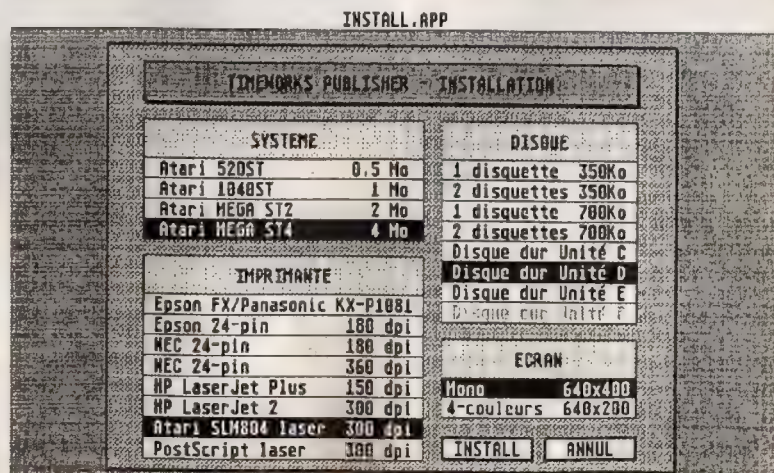 INSTALL.APP
TIMEWORKS PUBLISHER - INSTALLATION
SYSTEME
Atari 520ST 0.5 Mo
Atari 1040ST 1 Mo
Atari MEGA ST2 2 Mo
Atari MEGA ST4 4 Mo
IMPRIMANTE
Epson FX/Panasonic KX-P1081
Epson 24-pin 180 dpi
NEC 24-pin 180 dpi
NEC 24-pin 360 dpi
HP LaserJet Plus 150 dpi
HP LaserJet 2 300 dpi
Atari SLM804 laser 300 dpi
PostScript laser 300 dpi
DISQUE
1 disquette 350Ko
2 disquettes 350Ko
1 disquette 700Ko
2 disquettes 700Ko
Disque dur Unité C
Disque dur Unité D
Disque dur Unité E
Disque dur Unité F
ECRAN
Mono 640x400
4-couleurs 640x200
INSTALL ANNUL